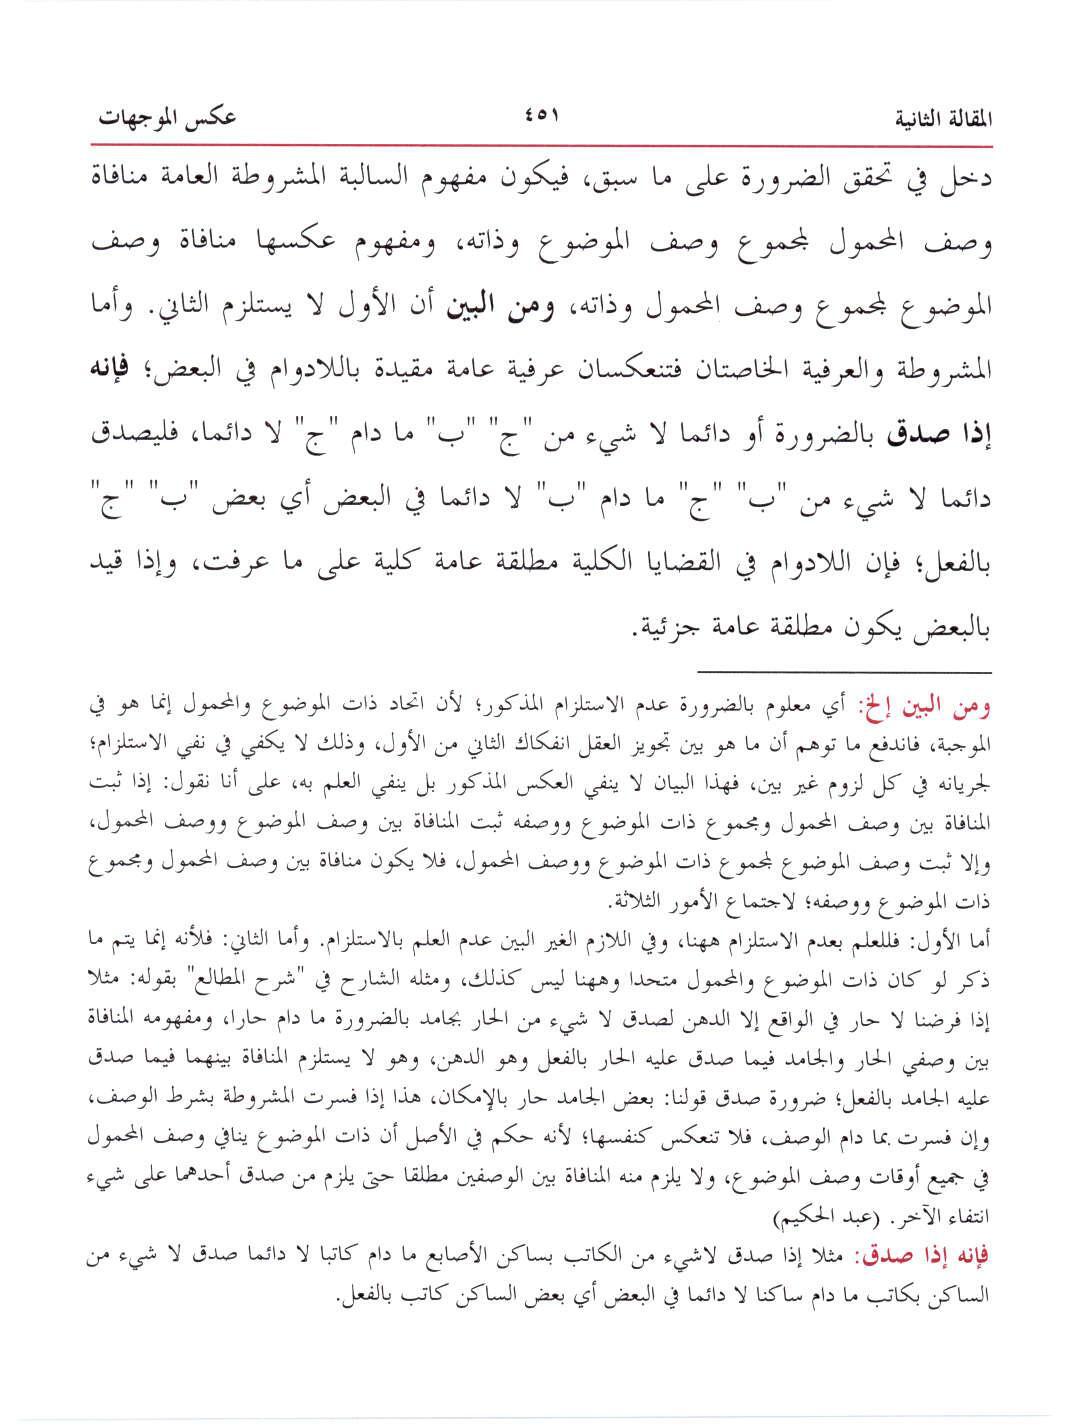 المقالة الثانية ٤٥١ عكس الموجهات
دخل في تحقق الضرورة على ما سبق، فيكون مفهوم السالبة المشروطة العامة منافاة
وصف المحمول لمجموع وصف الموضوع وذاته، ومفهوم عكسها منافاة وصف
الموضوع لمجموع وصف المحمول وذاته، ومن البين أن الأول لا يستلزم الثاني. وأما
المشروطة والعرفية الخاصتان فتنعكسان عرفية عامة مقيدة باللادوام في البعض؛ فإنه
إذا صدق بالضرورة أو دائما لا شيء من "ج" "ب" ما دام "ج" لا دائما، فليصدق
دائما لا شيء من "ب" "ج" ما دام "ب" لا دائما في البعض أي بعض "ب" "ج"
بالفعل؛ فإن اللادوام في القضايا الكلية مطلقة عامة كلية على ما عرفت، وإذا قيد
بالبعض يكون مطلقة عامة جزئية.
ومن البين إلخ: أي معلوم بالضرورة عدم الاستلزام المذكور؛ لأن اتحاد ذات الموضوع والمحمول إنما هو في
الموجبة، فاندفع ما توهم أن ما هو بين تجويز العقل انفكاك الثاني من الأول، وذلك لا يكفي في نفي الاستلزام؛
لجريانه في كل لزوم غير بين، فهذا البيان لا ينفي العكس المذكور بل ينفي العلم به، على أنا نقول: إذا ثبت
المنافاة بين وصف المحمول ومجموع ذات الموضوع ووصفه ثبت المنافاة بين وصف الموضوع ووصف المحمول،
وإلا ثبت وصف الموضوع لمجموع ذات الموضوع ووصف المحمول، فلا يكون منافاة بين وصف المحمول ومجموع
ذات الموضوع ووصفه؛ لاجتماع الأمور الثلاثة.
أما الأول: فللعلم بعدم الاستلزام ههنا، وفي اللازم الغير البين عدم العلم بالاستلزام. وأما الثاني: فلأنه إنما يتم ما
ذكر لو كان ذات الموضوع والمحمول متحدا وههنا ليس كذلك، ومثله الشارح في "شرح المطالع" بقوله: مثلا
إذا فرضنا لا حار في الواقع إلا الدهن لصدق لا شيء من الحار بجامد بالضرورة ما دام حارا، ومفهومه المنافاة
بين وصفي الحار والجامد فيما صدق عليه الحار بالفعل وهو الدهن، وهو لا يستلزم المنافاة بينهما فيما صدق
عليه الجامد بالفعل؛ ضرورة صدق قولنا: بعض الجامد حار بالإمكان، هذا إذا فسرت المشروطة بشرط الوصف،
وإن فسرت بما دام الوصف، فلا تنعكس كنفسها؛ لأنه حكم في الأصل أن ذات الموضوع ينافي وصف المحمول
في جميع أوقات وصف الموضوع، ولا يلزم منه المنافاة بين الوصفين مطلقا حتى يلزم من صدق أحدهما على شيء
انتفاء الآخر. (عبد الحكيم)
فإنه إذا صدق: مثلا إذا صدق لاشيء من الكاتب بساكن الأصابع ما دام كاتبا لا دائما صدق لا شيء من
الساكن بكاتب ما دام ساكنا لا دائما في البعض أي بعض الساكن كاتب بالفعل.